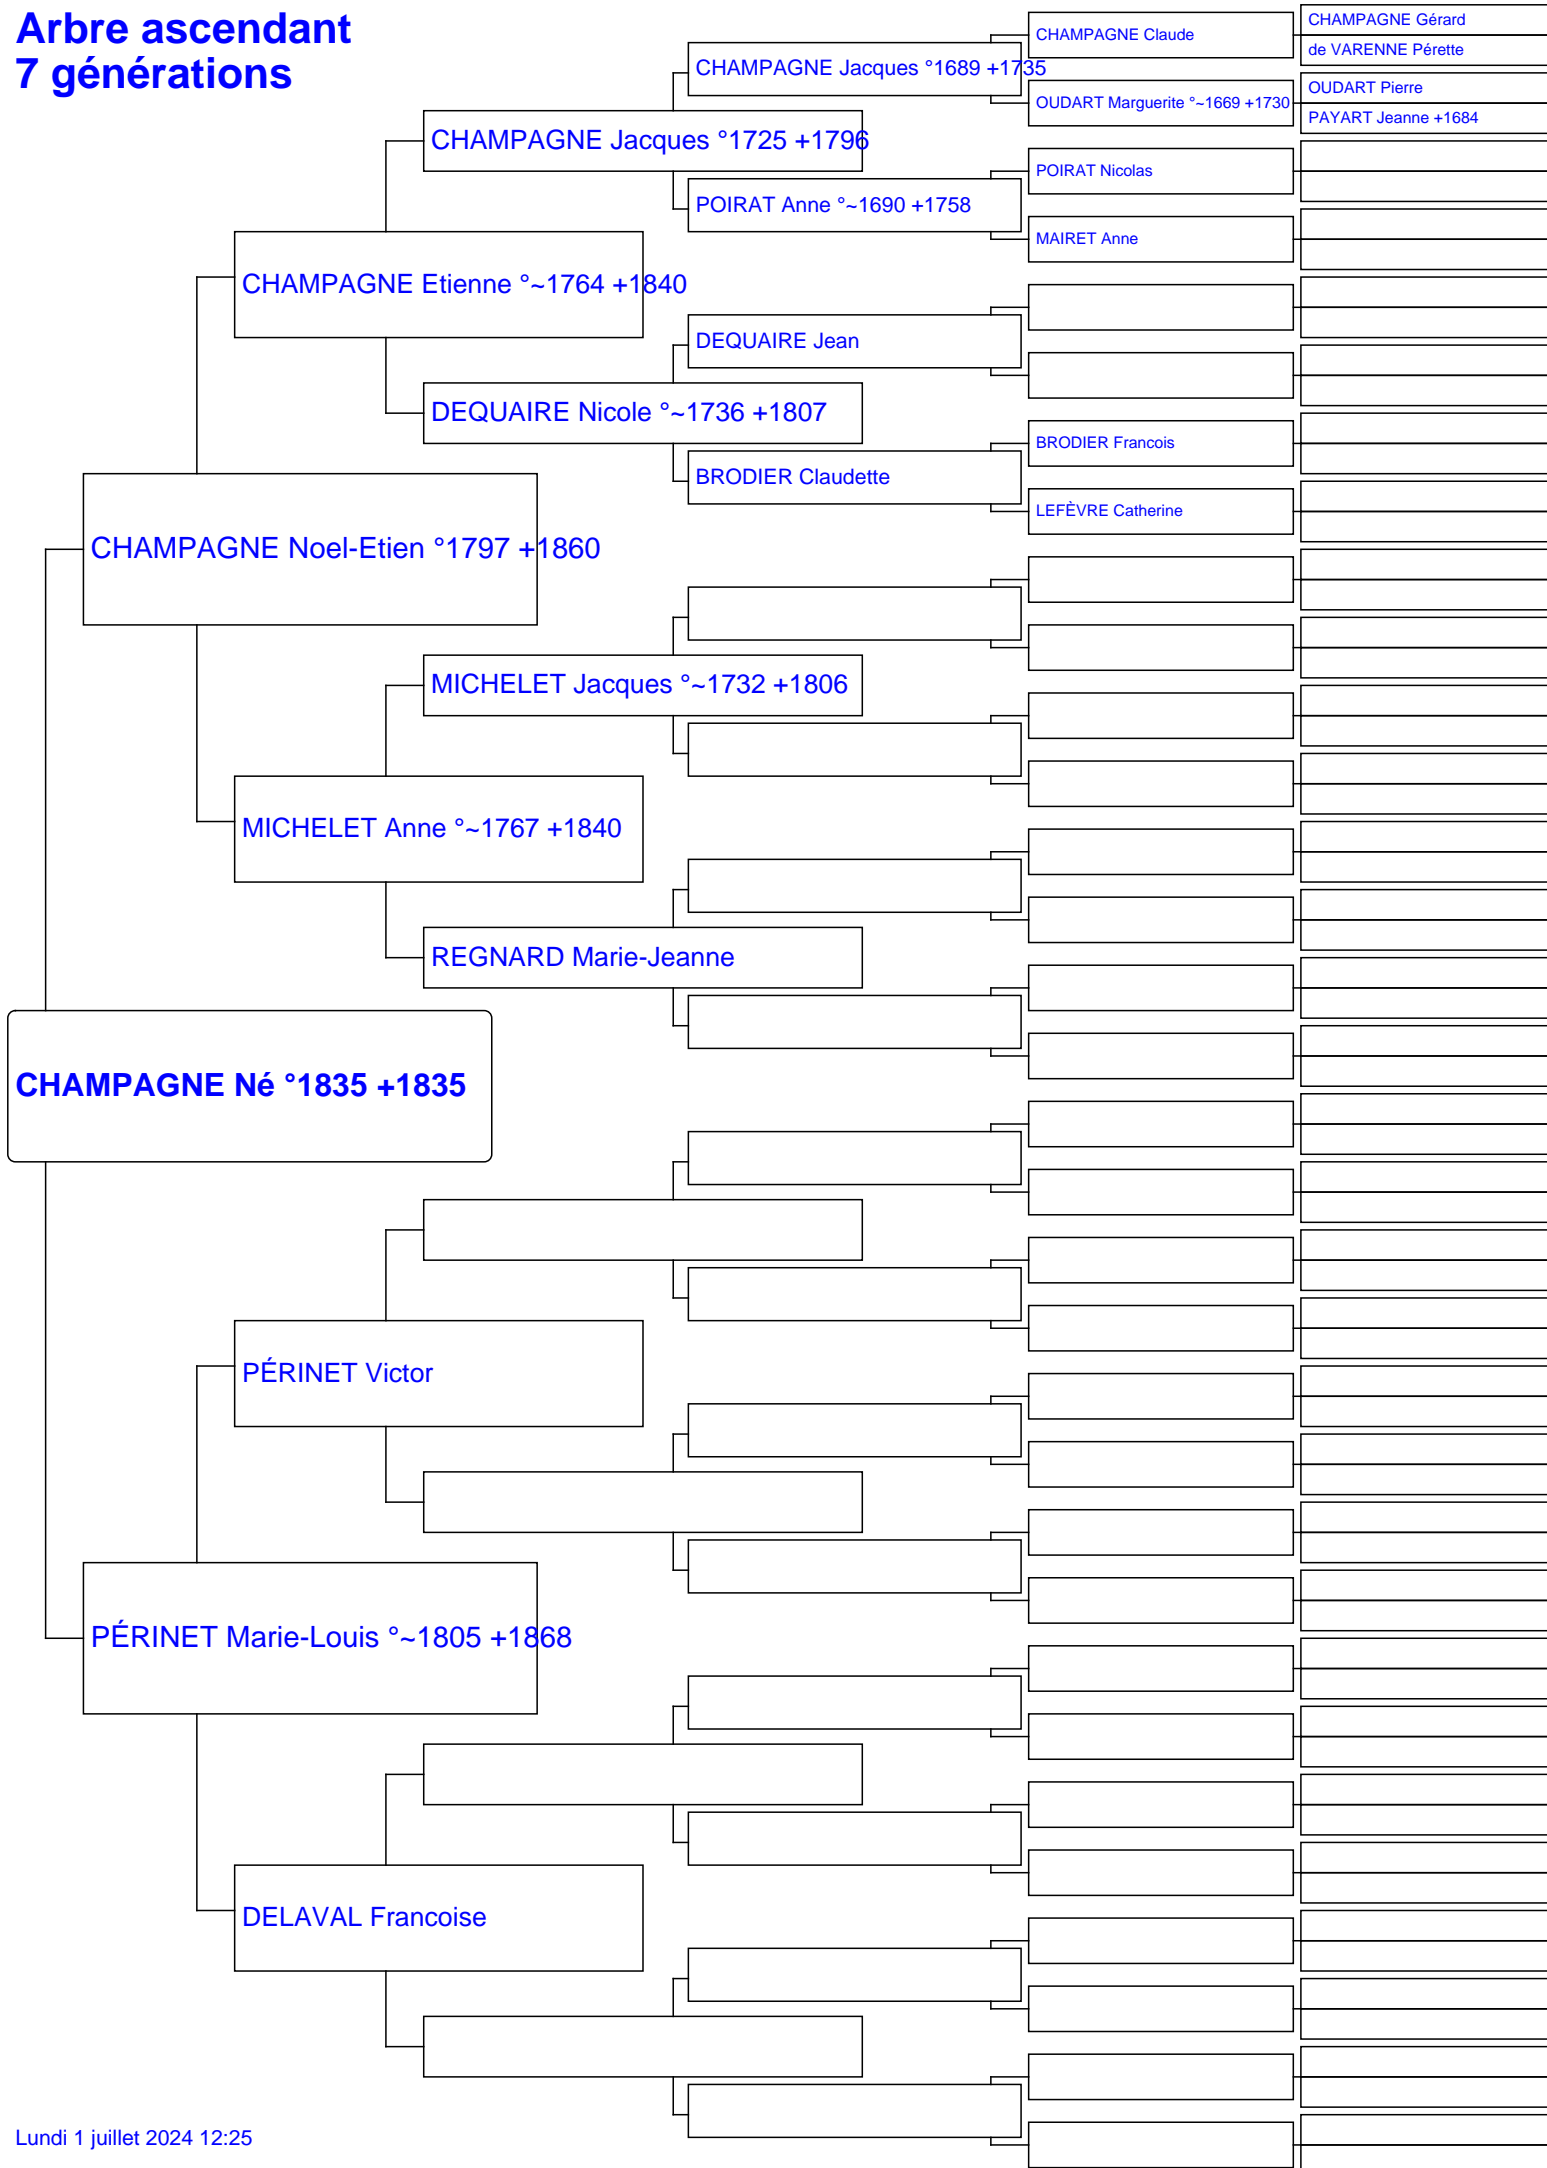 Arbre ascendant
7 générations
CHAMPAGNE Gérard
CHAMPAGNE Claude
de VARENNE Pérette
CHAMPAGNE Jacques °1689 +1735
OUDART Pierre
OUDART Marguerite °~1669 +1730
PAYART Jeanne +1684
CHAMPAGNE Jacques °1725 +1796
POIRAT Nicolas
POIRAT Anne °~1690 +1758
MAIRET Anne
CHAMPAGNE Etienne °~1764 +1840
DEQUAIRE Jean
DEQUAIRE Nicole °~1736 +1807
BRODIER Francois
BRODIER Claudette
LEFÈVRE Catherine
CHAMPAGNE Noel-Etien °1797 +1860
MICHELET Jacques °~1732 +1806
MICHELET Anne °~1767 +1840
REGNARD Marie-Jeanne
CHAMPAGNE Né °1835 +1835
PÉRINET Victor
PÉRINET Marie-Louis °~1805 +1868
DELAVAL Francoise
Lundi 1 juillet 2024 12:25